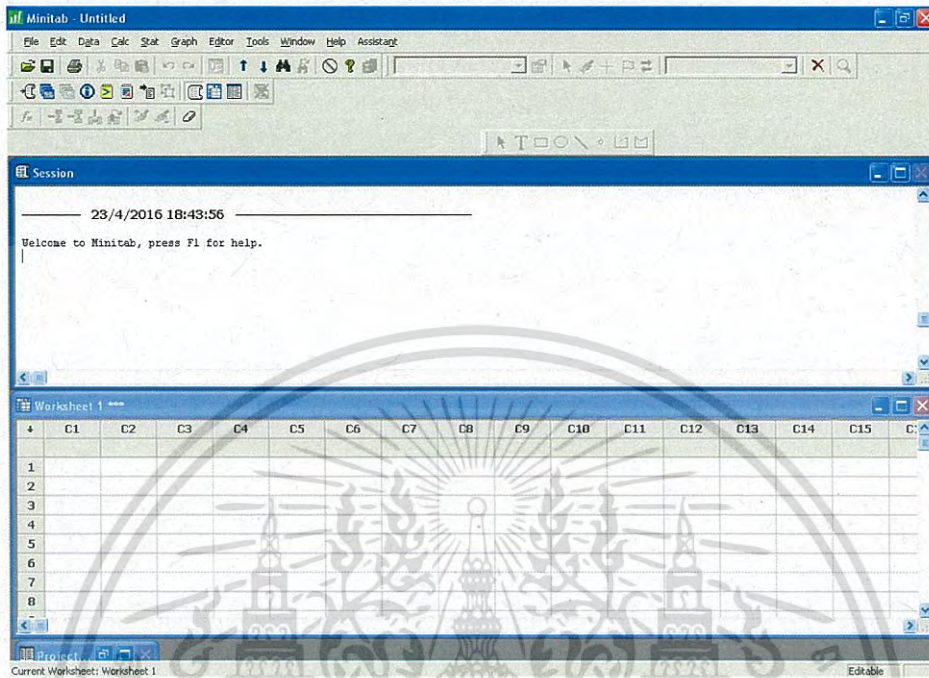 Minitab - Untitled
File Edit Data Calc Stat Graph Editor Tools Window Help Assistant
Session
23/4/2016 18:43:56
Welcome to Minitab, press F1 for help.
Worksheet 1 ***
C1 C2 C3 C4 C5 C6 C7 C8 C9 C10 C11 C12 C13 C14 C15
1
2
3
4
5
6
7
8
Project...
Current Worksheet: Worksheet 1 Editable